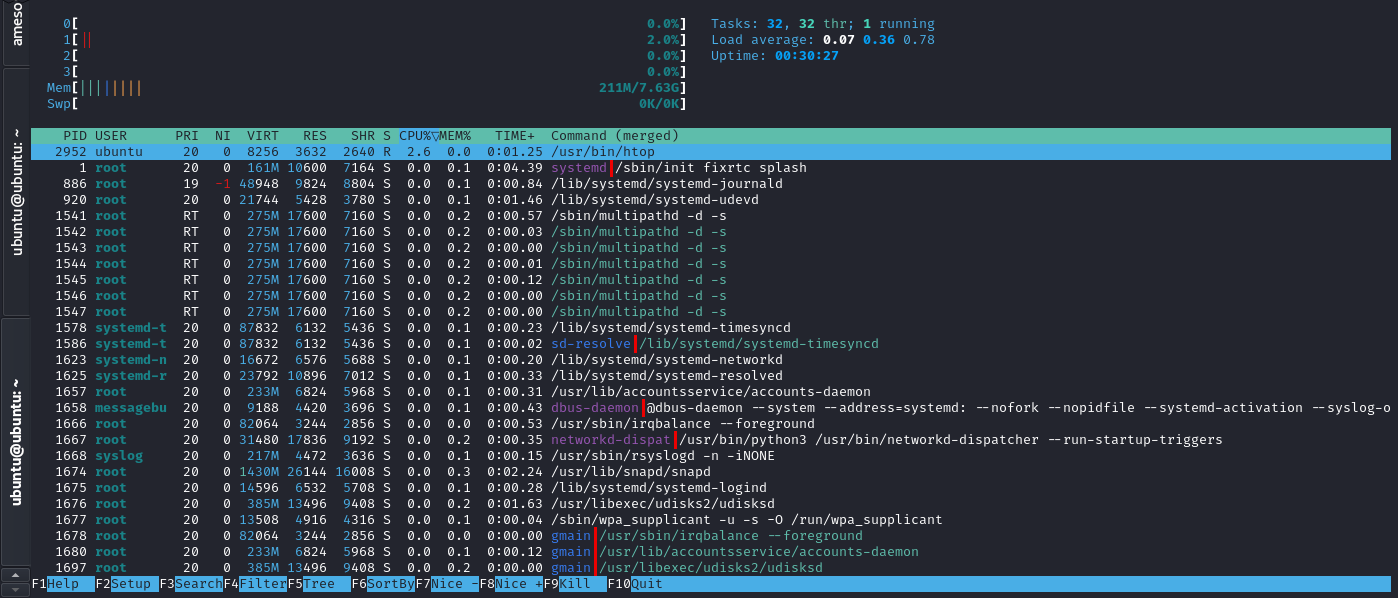 ameso
ubuntu@ubuntu: ~
ubuntu@ubuntu: ~
0[ 0.0%] Tasks: 32, 32 thr; 1 running
1[|| 2.0%] Load average: 0.07 0.36 0.78
2[ 0.0%] Uptime: 00:30:27
3[ 0.0%]
Mem[|||||||| 211M/7.63G]
Swp[ 0K/0K]
PID USER PRI NI VIRT RES SHR S CPU%▽MEM% TIME+ Command (merged)
2952 ubuntu 20 0 8256 3632 2640 R 2.6 0.0 0:01.25 /usr/bin/htop
1 root 20 0 161M 10600 7164 S 0.0 0.1 0:04.39 systemd│/sbin/init fixrtc splash
886 root 19 -1 48948 9824 8804 S 0.0 0.1 0:00.84 /lib/systemd/systemd-journald
920 root 20 0 21744 5428 3780 S 0.0 0.1 0:01.46 /lib/systemd/systemd-udevd
1541 root RT 0 275M 17600 7160 S 0.0 0.2 0:00.57 /sbin/multipathd -d -s
1542 root RT 0 275M 17600 7160 S 0.0 0.2 0:00.03 /sbin/multipathd -d -s
1543 root RT 0 275M 17600 7160 S 0.0 0.2 0:00.00 /sbin/multipathd -d -s
1544 root RT 0 275M 17600 7160 S 0.0 0.2 0:00.01 /sbin/multipathd -d -s
1545 root RT 0 275M 17600 7160 S 0.0 0.2 0:00.12 /sbin/multipathd -d -s
1546 root RT 0 275M 17600 7160 S 0.0 0.2 0:00.00 /sbin/multipathd -d -s
1547 root RT 0 275M 17600 7160 S 0.0 0.2 0:00.00 /sbin/multipathd -d -s
1578 systemd-t 20 0 87832 6132 5436 S 0.0 0.1 0:00.23 /lib/systemd/systemd-timesyncd
1586 systemd-t 20 0 87832 6132 5436 S 0.0 0.1 0:00.02 sd-resolve│/lib/systemd/systemd-timesyncd
1623 systemd-n 20 0 16672 6576 5688 S 0.0 0.1 0:00.20 /lib/systemd/systemd-networkd
1625 systemd-r 20 0 23792 10896 7012 S 0.0 0.1 0:00.33 /lib/systemd/systemd-resolved
1657 root 20 0 233M 6824 5968 S 0.0 0.1 0:00.31 /usr/lib/accountsservice/accounts-daemon
1658 messagebu 20 0 9188 4420 3696 S 0.0 0.1 0:00.43 dbus-daemon│@dbus-daemon --system --address=systemd: --nofork --nopidfile --systemd-activation --syslog-o
1666 root 20 0 82064 3244 2856 S 0.0 0.0 0:00.53 /usr/sbin/irqbalance --foreground
1667 root 20 0 31480 17836 9192 S 0.0 0.2 0:00.35 networkd-dispat│/usr/bin/python3 /usr/bin/networkd-dispatcher --run-startup-triggers
1668 syslog 20 0 217M 4472 3636 S 0.0 0.1 0:00.15 /usr/sbin/rsyslogd -n -iNONE
1674 root 20 0 1430M 26144 16008 S 0.0 0.3 0:02.24 /usr/lib/snapd/snapd
1675 root 20 0 14596 6532 5708 S 0.0 0.1 0:00.28 /lib/systemd/systemd-logind
1676 root 20 0 385M 13496 9408 S 0.0 0.2 0:01.63 /usr/libexec/udisks2/udisksd
1677 root 20 0 13508 4916 4316 S 0.0 0.1 0:00.04 /sbin/wpa_supplicant -u -s -O /run/wpa_supplicant
1678 root 20 0 82064 3244 2856 S 0.0 0.0 0:00.00 gmain│/usr/sbin/irqbalance --foreground
1680 root 20 0 233M 6824 5968 S 0.0 0.1 0:00.12 gmain│/usr/lib/accountsservice/accounts-daemon
1697 root 20 0 385M 13496 9408 S 0.0 0.2 0:00.00 gmain│/usr/libexec/udisks2/udisksd
F1Help F2Setup F3SearchF4FilterF5Tree F6SortByF7Nice -F8Nice +F9Kill F10Quit